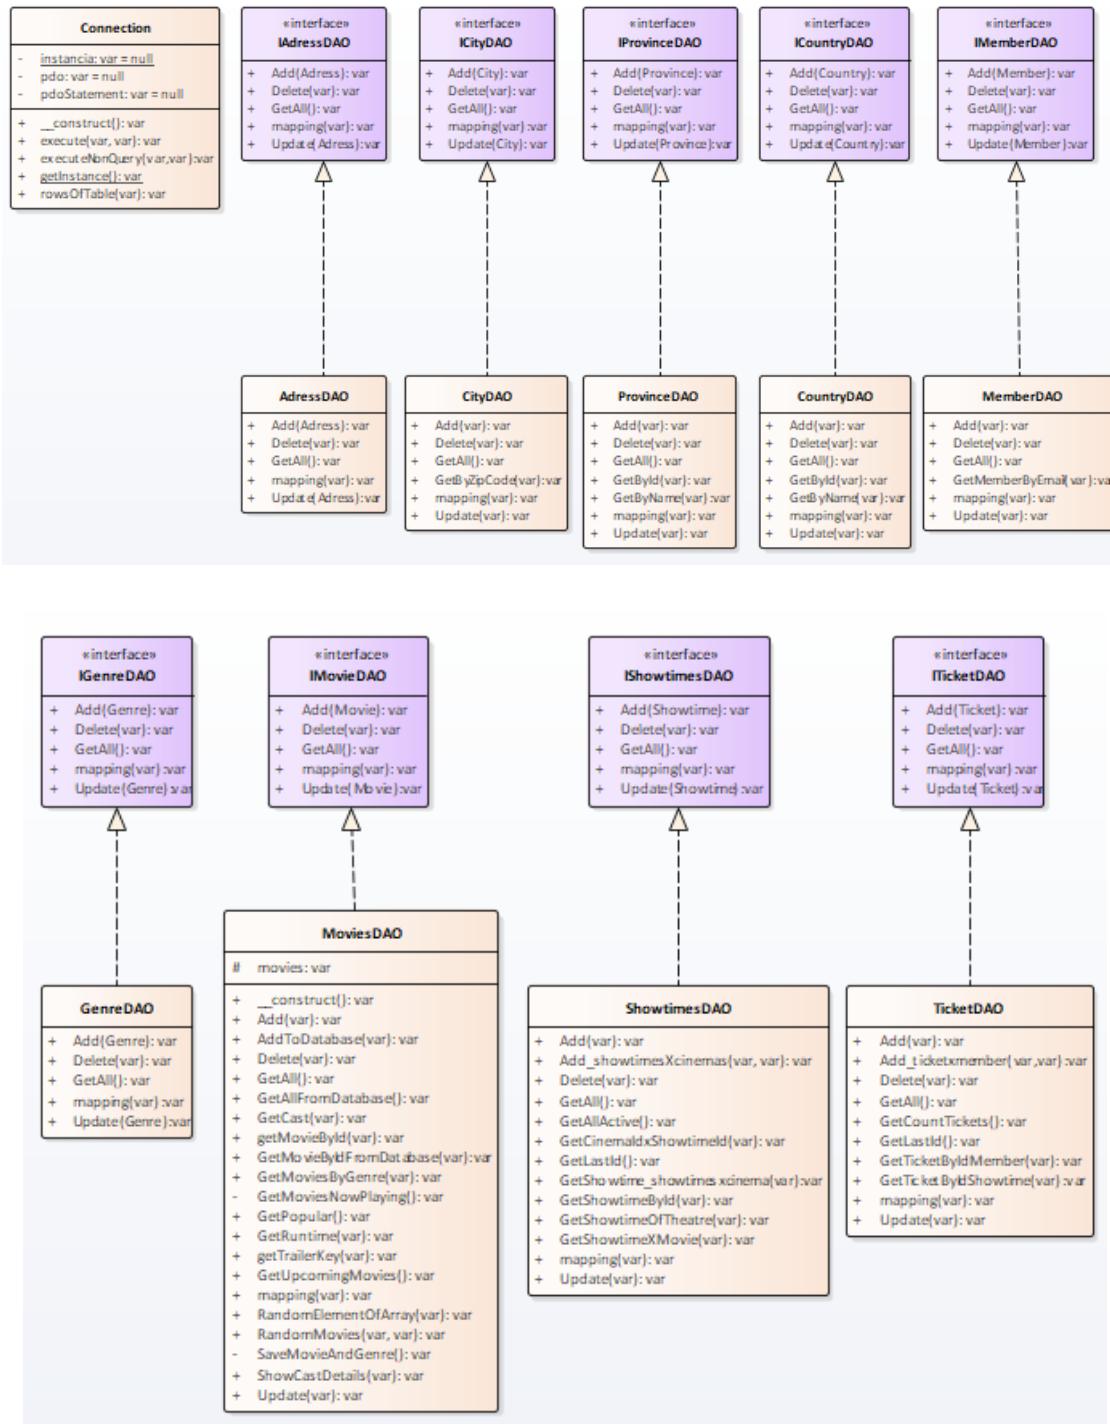 Connection
- instancia: var = null
- pdo: var = null
- pdoStatement: var = null
+ __construct(): var
+ execute(var, var): var
+ executeNonQuery(var,var):var
+ getInstance(): var
+ rowsOfTable(var): var
«interface»
IAdressDAO
+ Add(Adress): var
+ Delete(var): var
+ GetAll(): var
+ mapping(var): var
+ Update(Adress):var
«interface»
ICityDAO
+ Add(City): var
+ Delete(var): var
+ GetAll(): var
+ mapping(var):var
+ Update(City): var
«interface»
IProvinceDAO
+ Add(Province): var
+ Delete(var): var
+ GetAll(): var
+ mapping(var): var
+ Update(Province):var
«interface»
ICountryDAO
+ Add(Country): var
+ Delete(var): var
+ GetAll(): var
+ mapping(var): var
+ Update(Country):var
«interface»
IMemberDAO
+ Add(Member): var
+ Delete(var): var
+ GetAll(): var
+ mapping(var): var
+ Update(Member): var
AdressDAO
+ Add(Adress): var
+ Delete(var): var
+ GetAll(): var
+ mapping(var): var
+ Update(Adress):var
CityDAO
+ Add(var): var
+ Delete(var): var
+ GetAll(): var
+ GetByZipCode(var):var
+ mapping(var): var
+ Update(var): var
ProvinceDAO
+ Add(var): var
+ Delete(var): var
+ GetAll(): var
+ GetById(var): var
+ GetByName(var):var
+ mapping(var): var
+ Update(var): var
CountryDAO
+ Add(var): var
+ Delete(var): var
+ GetAll(): var
+ GetById(var): var
+ GetByName(var): var
+ mapping(var): var
+ Update(var): var
MemberDAO
+ Add(var): var
+ Delete(var): var
+ GetAll(): var
+ GetMemberByEmail(var):va
+ mapping(var): var
+ Update(var): var
«interface»
IGenreDAO
+ Add(Genre): var
+ Delete(var): var
+ GetAll(): var
+ mapping(var):var
+ Update(Genre):var
«interface»
IMovieDAO
+ Add(Movie): var
+ Delete(var): var
+ GetAll(): var
+ mapping(var): var
+ Update(Movie):var
«interface»
IShowtimesDAO
+ Add(Showtime): var
+ Delete(var): var
+ GetAll(): var
+ mapping(var): var
+ Update(Showtime):var
«interface»
ITicketDAO
+ Add(Ticket): var
+ Delete(var): var
+ GetAll(): var
+ mapping(var): var
+ Update(Ticket):var
GenreDAO
+ Add(Genre): var
+ Delete(var): var
+ GetAll(): var
+ mapping(var):var
+ Update(Genre):var
MoviesDAO
# movies: var
+ __construct(): var
+ Add(var): var
+ AddToDatabase(var): var
+ Delete(var): var
+ GetAll(): var
+ GetAllFromDatabase(): var
+ GetCast(var): var
+ getMovieById(var): var
+ GetMovieByIdFromDatabase(var):var
+ GetMoviesByGenre(var): var
- GetMoviesNowPlaying(): var
+ GetPopular(): var
+ GetRuntime(var): var
+ getTrailerKey(var): var
+ GetUpcomingMovies(): var
+ mapping(var): var
+ RandomElementOfArray(var): var
+ RandomMovies(var, var): var
- SaveMovieAndGenre(): var
+ ShowCastDetails(var): var
+ Update(var): var
ShowtimesDAO
+ Add(var): var
+ Add_showtimesXcinemas(var, var): var
+ Delete(var): var
+ GetAll(): var
+ GetAllActive(): var
+ GetCinemaIdxShowtimeId(var): var
+ GetLastId(): var
+ GetShowtime_showtimesxcinema(var):var
+ GetShowtimeById(var): var
+ GetShowtimeOfTheatre(var): var
+ GetShowtimeXMovie(var): var
+ mapping(var): var
+ Update(var): var
TicketDAO
+ Add(var): var
+ Add_ticketxmember(var,var):var
+ Delete(var): var
+ GetAll(): var
+ GetCountTickets(): var
+ GetLastId(): var
+ GetTicketByIdMember(var): var
+ GetTicketByIdShowtime(var):var
+ mapping(var): var
+ Update(var): var